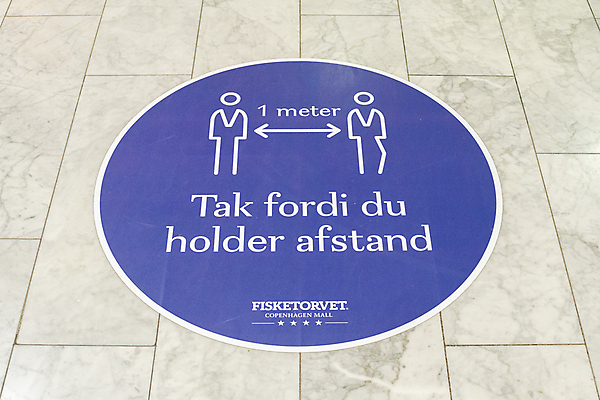 1 meter
Tak fordi du
holder afstand
FISKETORVET.
COPENHAGEN MALL